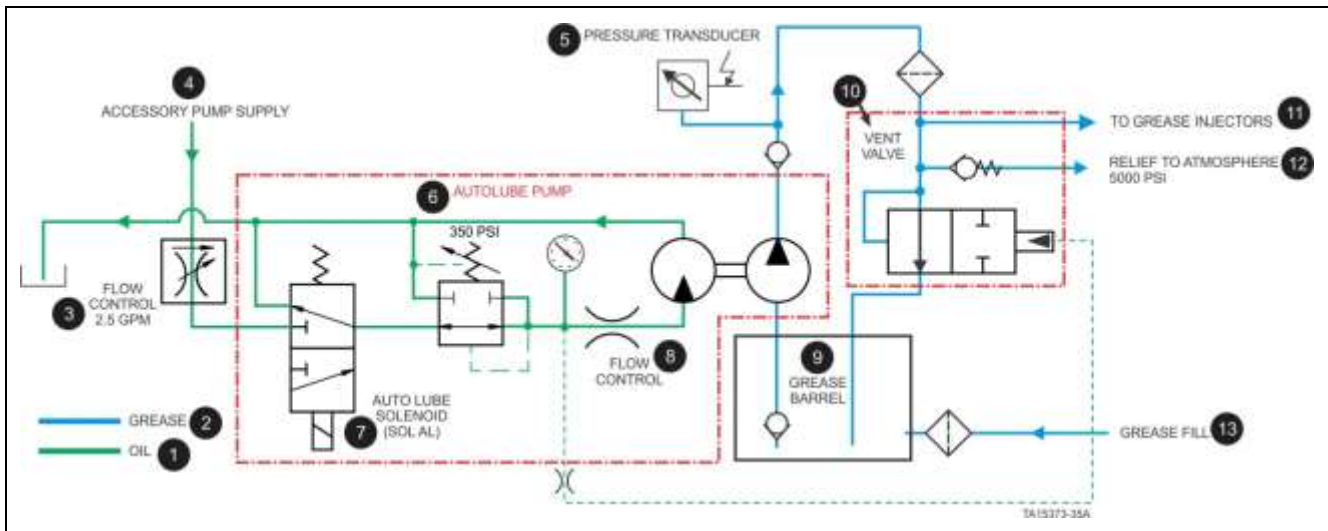 5 PRESSURE TRANSDUCER
4
ACCESSORY PUMP SUPPLY
10
VENT
VALVE
TO GREASE INJECTORS 11
RELIEF TO ATMOSPHERE 12
5000 PSI
6 AUTOLUBE PUMP
350 PSI
3 FLOW
CONTROL
2.5 GPM
FLOW
CONTROL 8
9
GREASE
BARREL
AUTO LUBE
SOLENOID
(SOL AL) 7
GREASE 2
OIL 1
GREASE FILL 13
TA15373-35A